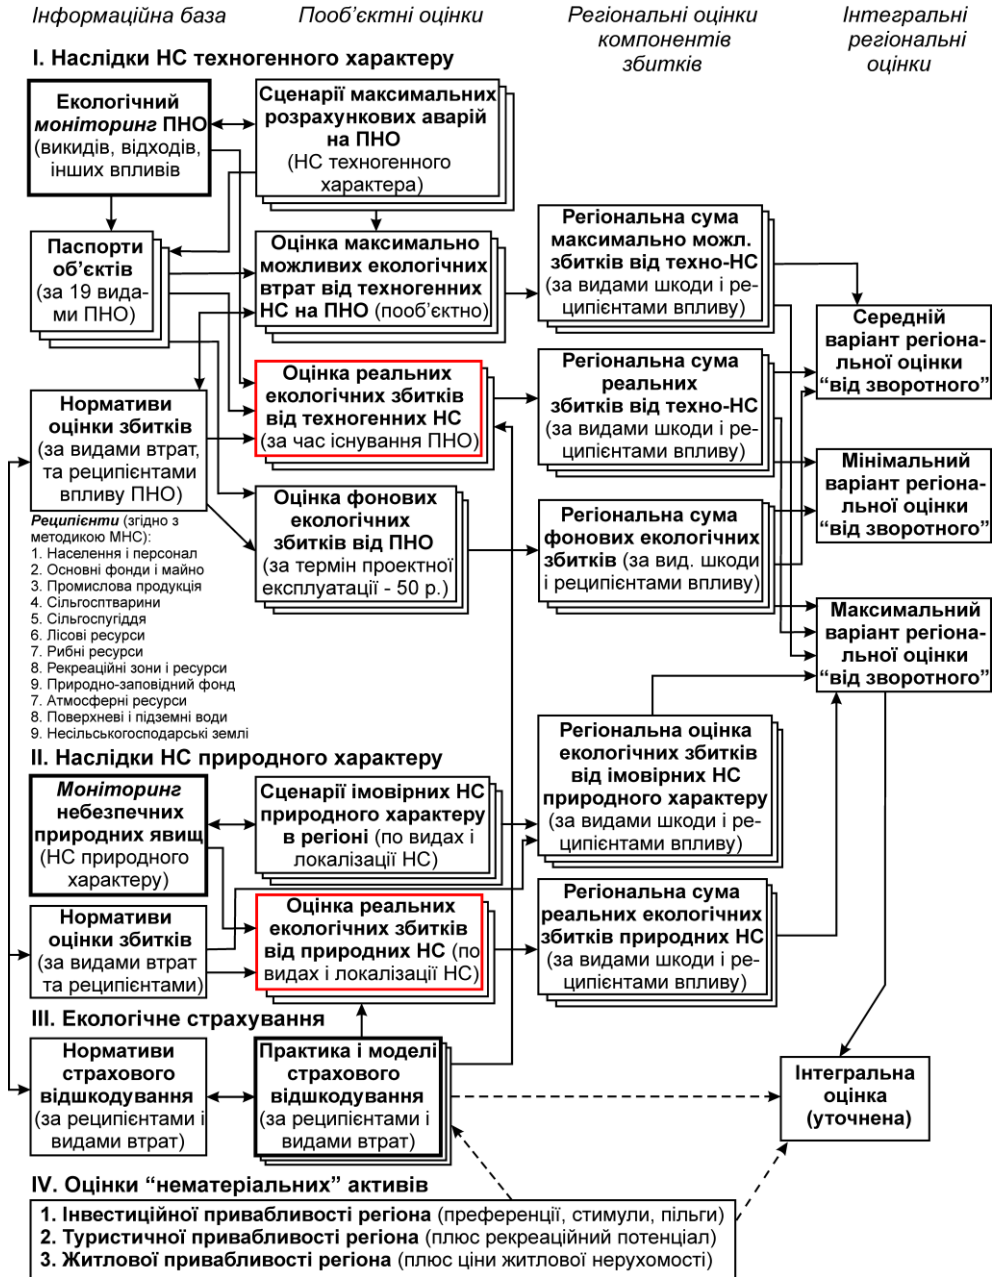 Інформаційна база
Пооб’єктні оцінки
Регіональні оцінки
компонентів
збитків
Інтегральні
регіональні
оцінки
I. Наслідки НС техногенного характеру
Екологічний
моніторинг ПНО
(викидів, відходів,
інших впливів
Сценарії максимальних
розрахункових аварій
на ПНО
(НС техногенного
характера)
Паспорти
об’єктів
(за 19 вида-
ми ПНО)
Оцінка максимально
можливих екологічних
втрат від техногенних
НС на ПНО (пооб’єктно)
Регіональна сума
максимально можл.
збитків від техно-НС
(за видами шкоди і ре-
ципієнтами впливу)
Середній
варіант регіона-
льної оцінки
“від зворотного”
Нормативи
оцінки збитків
(за видами втрат,
та реципієнтами
впливу ПНО)
Оцінка реальних
екологічних збитків
від техногенних НС
(за час існування ПНО)
Регіональна сума
реальних
збитків від техно-НС
(за видами шкоди і ре-
ципієнтами впливу)
Мінімальний
варіант регіона-
льної оцінки
“від зворотного”
Оцінка фонових
екологічних
збитків від ПНО
(за термін проектної
експлуатації - 50 р.)
Регіональна сума
фонових екологічних
збитків (за вид. шкоди
і реципієнтами впливу)
Максимальний
варіант регіона-
льної оцінки
“від зворотного”
Реципієнти (згідно з
методикою МНС):
1. Населення і персонал
2. Основні фонди і майно
3. Промислова продукція
4. Сільгосптварини
5. Сільгоспугіддя
6. Лісові ресурси
7. Рибні ресурси
8. Рекреаційні зони і ресурси
9. Природно-заповідний фонд
7. Атмосферні ресурси
8. Поверхневі і підземні води
9. Несільськогосподарські землі
II. Наслідки НС природного характеру
Моніторинг
небезпечних
природних явищ
(НС природного
характеру)
Сценарії імовірних НС
природного характеру
в регіоні (по видах і
локалізації НС)
Регіональна оцінка
екологічних збитків
від імовірних НС
природного характеру
(за видами шкоди і ре-
ципієнтами впливу)
Нормативи
оцінки збитків
(за видами втрат
та реципієнтами)
Оцінка реальних
екологічних збитків
від природних НС (по
видах і локалізації НС)
Регіональна сума
реальних екологічних
збитків природних НС
(за видами шкоди і ре-
ципієнтами впливу)
III. Екологічне страхування
Нормативи
страхового
відшкодування
(за реципієнтами і
видами втрат)
Практика і моделі
страхового
відшкодування
(за реципієнтами і
видами втрат)
Інтегральна
оцінка
(уточнена)
IV. Оцінки “нематеріальних” активів
1. Інвестиційної привабливості регіона (преференції, стимули, пільги)
2. Туристичної привабливості регіона (плюс рекреаційний потенціал)
3. Житлової привабливості регіона (плюс ціни житлової нерухомості)